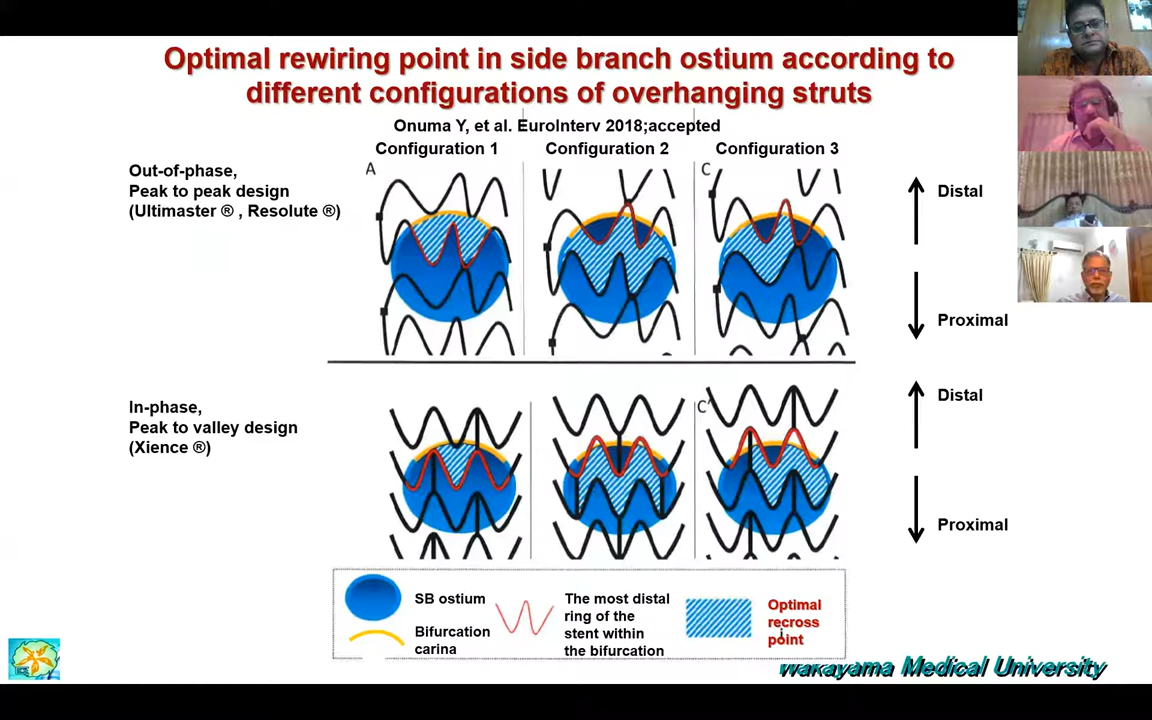 Optimal rewiring point in side branch ostium according to
different configurations of overhanging struts
Onuma Y, et al. EuroInterv 2018;accepted
Configuration 1
Configuration 2
Configuration 3
Out-of-phase,
Peak to peak design
(Ultimaster ® , Resolute ®)
A
C
Distal
Proximal
In-phase,
Peak to valley design
(Xience ®)
C'
Distal
Proximal
SB ostium
Bifurcation
carina
The most distal
ring of the
stent within
the bifurcation
Optimal
recross
point
Wakayama Medical University